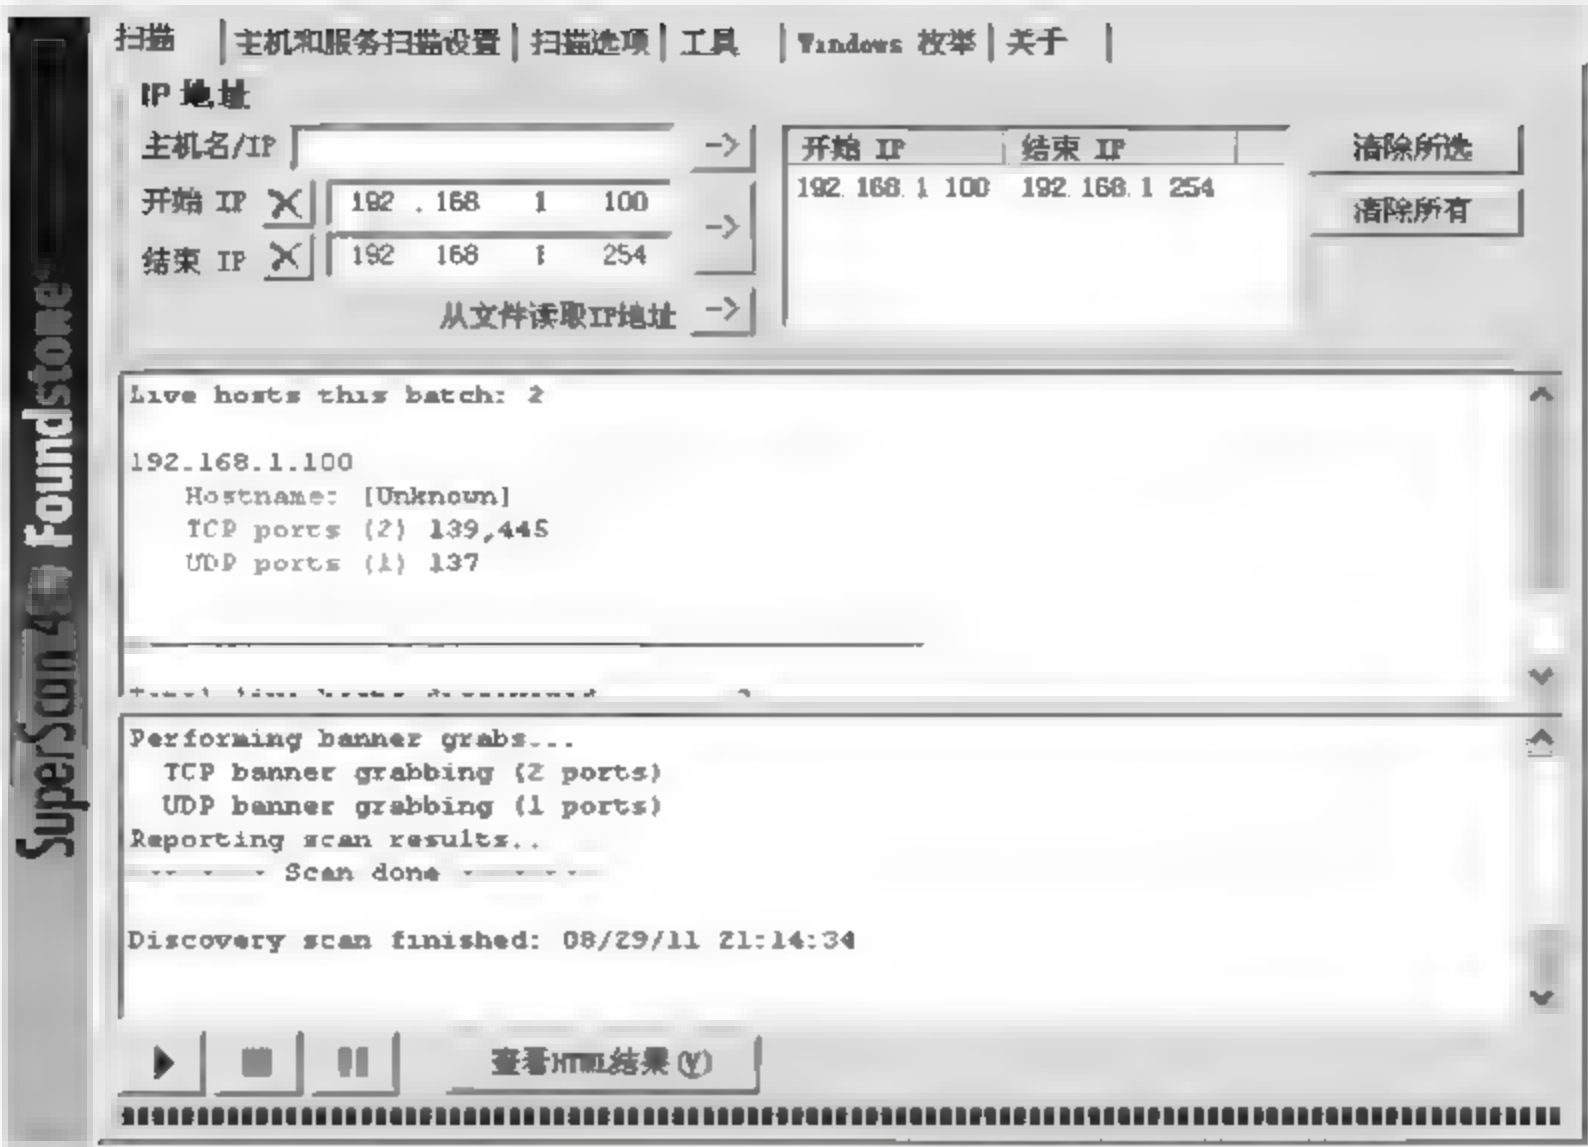 扫描 主机和服务扫描设置 扫描选项 工具 Windows 枚举 关于
IP 地址
主机名/IP -> 开始 IP 结束 IP 清除所选
开始 IP 192 . 168 1 100 -> 192.168.1 100 192.168.1 254 清除所有
结束 IP 192 168 1 254
从文件读取IP地址 ->
Live hosts this batch: 2
192.168.1.100
Hostname: [Unknown]
TCP ports (2) 139,445
UDP ports (1) 137
Performing banner grabs...
TCP banner grabbing (2 ports)
UDP banner grabbing (1 ports)
Reporting scan results..
Scan done
Discovery scan finished: 08/29/11 21:14:34
查看HTML结果(V)
SuperScan 4 Foundstone